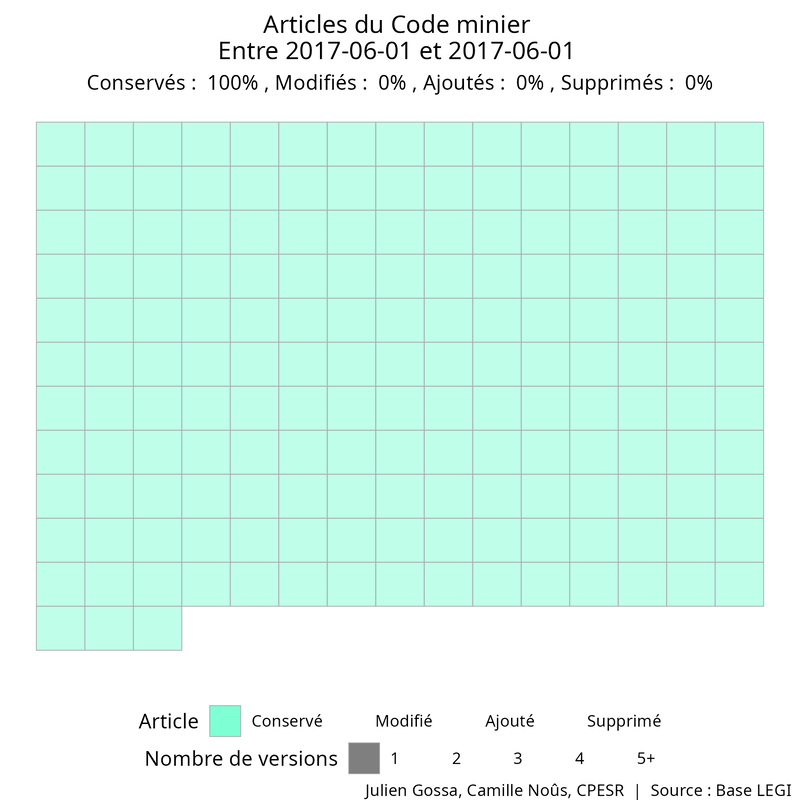 Articles du Code minier
Entre 2017-06-01 et 2017-06-01
Conservés :  100% , Modifiés :  0% , Ajoutés :  0% , Supprimés :  0%
Article Conservé Modifié Ajouté Supprimé
Nombre de versions 1 2 3 4 5+
Julien Gossa, Camille Noûs, CPESR  |  Source : Base LEGI